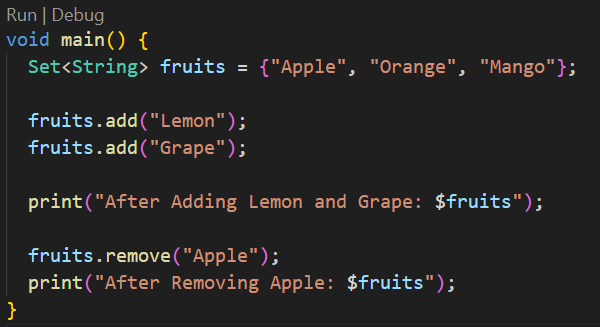 Run | Debug
void main() {
  Set<String> fruits = {"Apple", "Orange", "Mango"};
  fruits.add("Lemon");
  fruits.add("Grape");
  print("After Adding Lemon and Grape: $fruits");
  fruits.remove("Apple");
  print("After Removing Apple: $fruits");
}